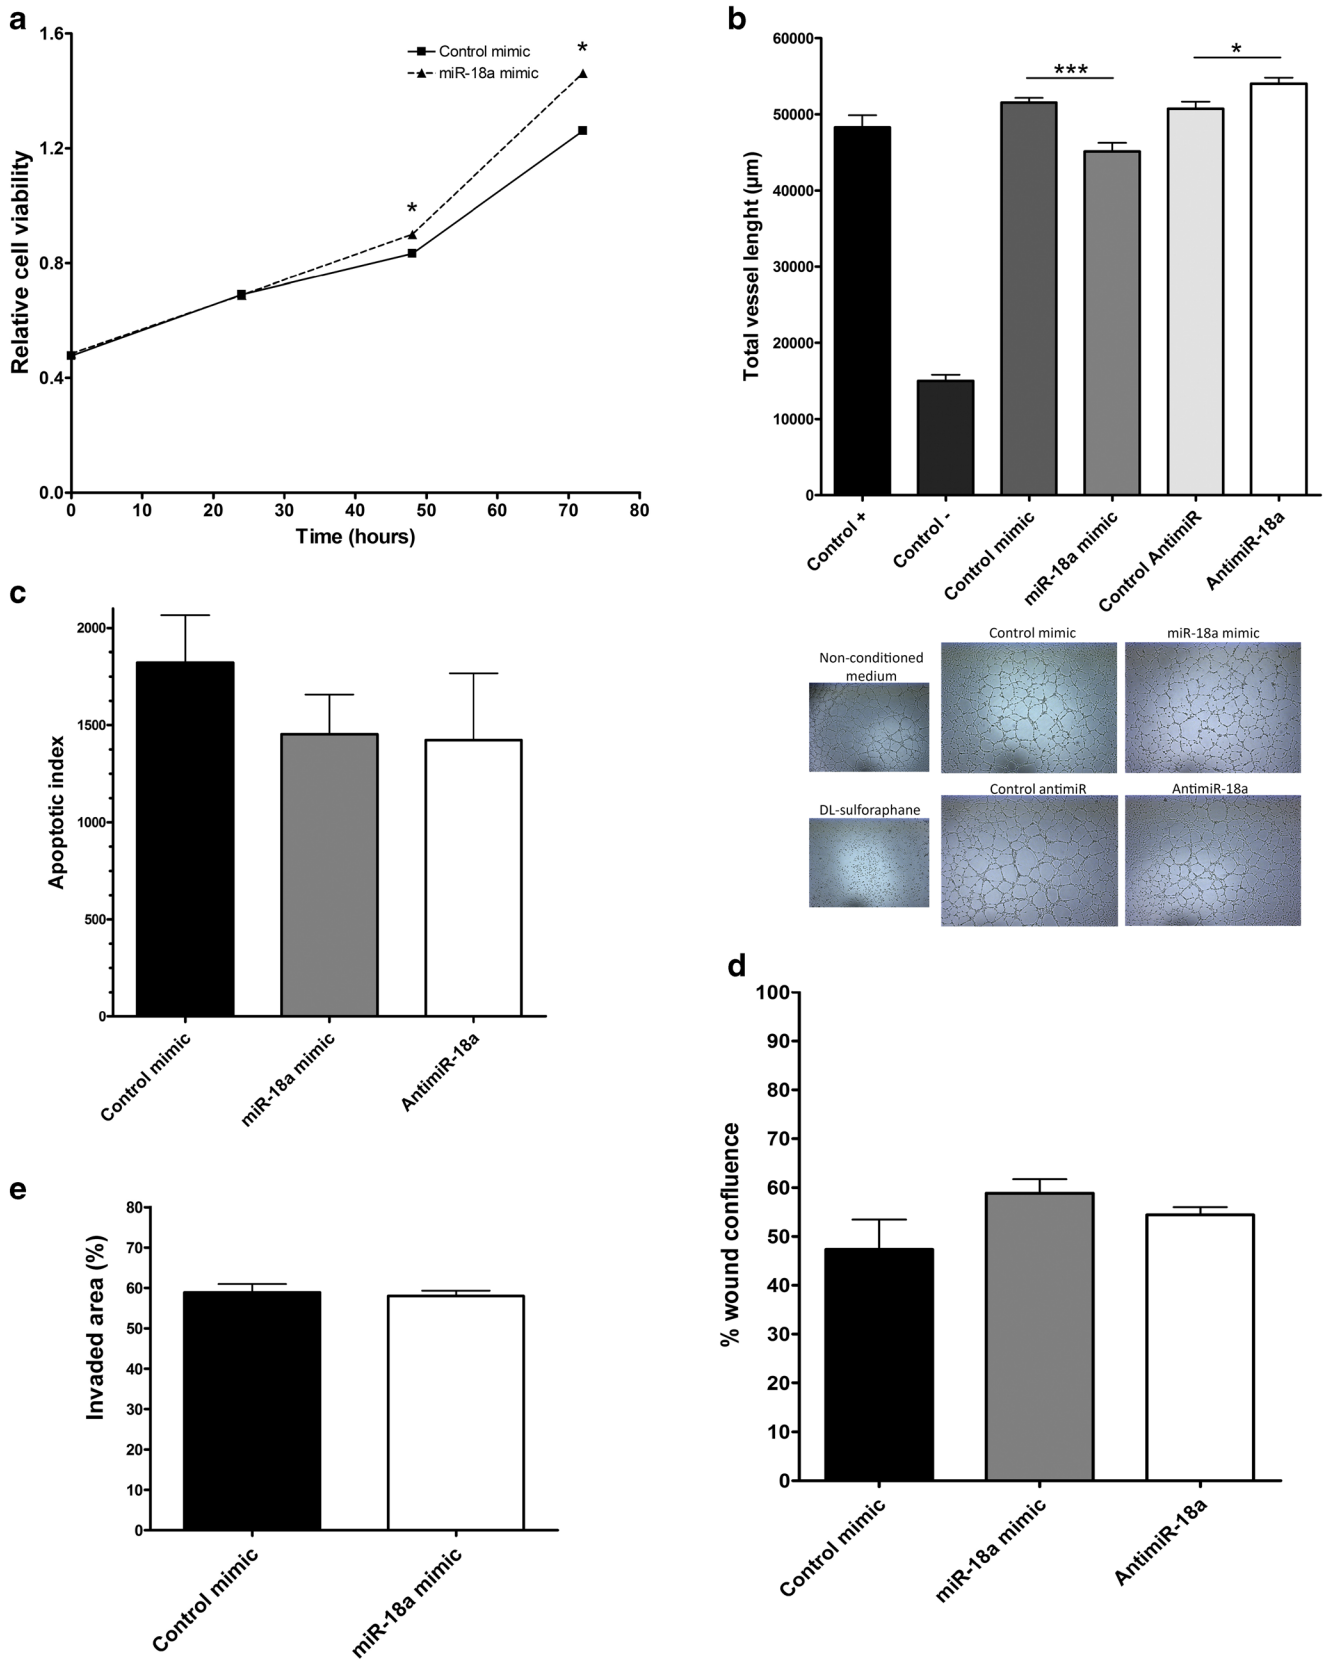 a
1.6
1.2
0.8
0.4
0.0
Relative cell viability
Control mimic
miR-18a mimic
*
*
0 10 20 30 40 50 60 70 80
Time (hours)
b
60000
50000
40000
30000
20000
10000
0
Total vessel lenght (µm)
***
*
Control +
Control -
Control mimic
miR-18a mimic
Control AntimiR
AntimiR-18a
Non-conditioned
medium
Control mimic
miR-18a mimic
DL-sulforaphane
Control antimiR
AntimiR-18a
c
2000
1500
1000
500
0
Apoptotic index
Control mimic
miR-18a mimic
AntimiR-18a
d
100
90
80
70
60
50
40
30
20
10
0
% wound confluence
Control mimic
miR-18a mimic
AntimiR-18a
e
80
70
60
50
40
30
20
10
0
Invaded area (%)
Control mimic
miR-18a mimic